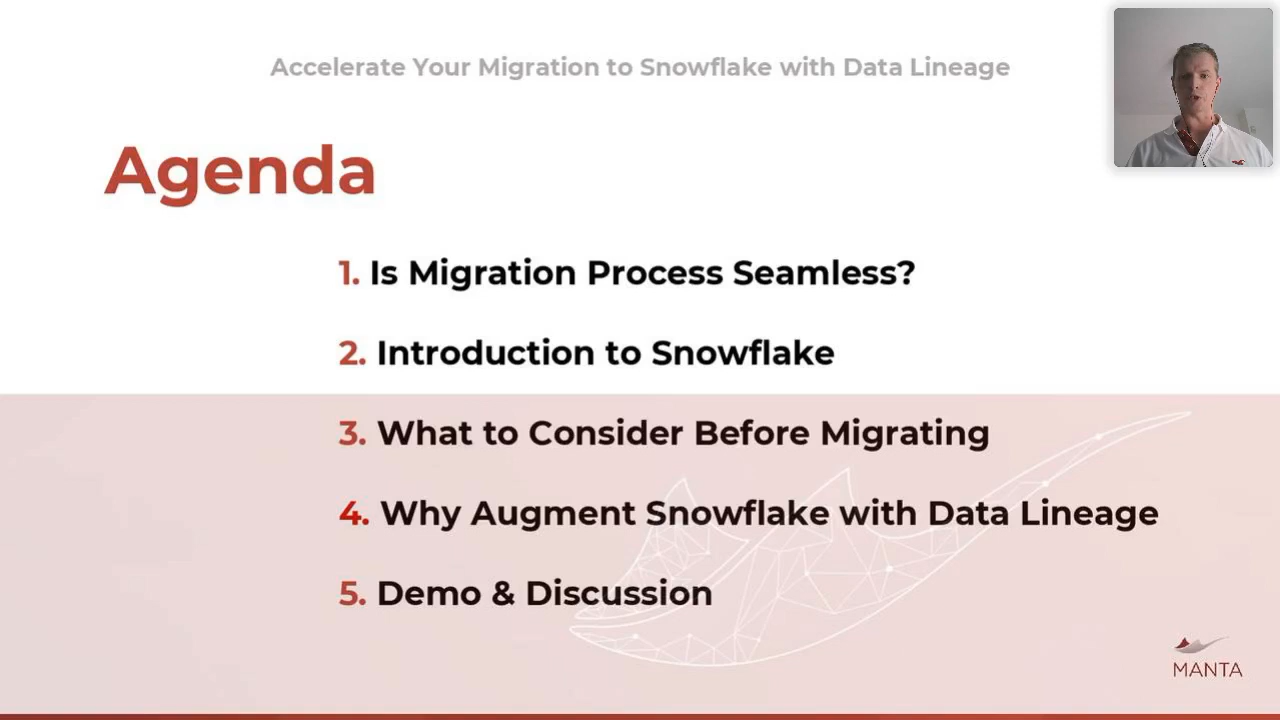 Accelerate Your Migration to Snowflake with Data Lineage
Agenda
1. Is Migration Process Seamless?
2. Introduction to Snowflake
3. What to Consider Before Migrating
4. Why Augment Snowflake with Data Lineage
5. Demo & Discussion
MANTA